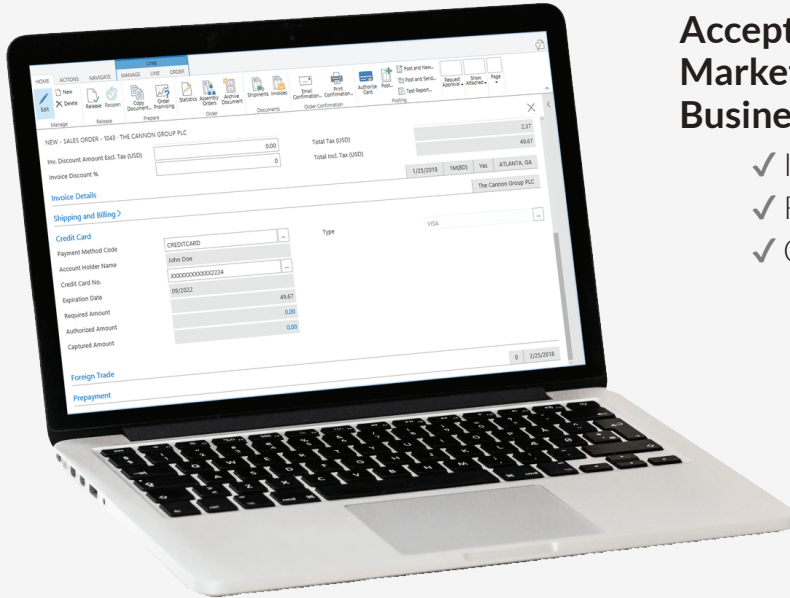 Accept
Market
Busine
✓ I
✓ F
✓ C
Lines
HOME ACTIONS NAVIGATE MANAGE LINE ORDER
Edit New Delete Release Reopen Copy Document... Order Promising Statistics Assembly Orders Archive Document Shipments Invoices Email Confirmation... Print Confirmation... Authorize Card Post... Post and New... Post and Send... Test Report... Request Approval Show Attached Page
Manage Release Prepare Order Documents Order Confirmation Posting
NEW - SALES ORDER - 1043 · THE CANNON GROUP PLC
Inv. Discount Amount Excl. Tax (USD) 0.00 Total Tax (USD) 2.37
Invoice Discount % 0 Total Incl. Tax (USD) 49.67
Invoice Details 1/25/2018 1M(8D) Yes ATLANTA, GA
Shipping and Billing > The Cannon Group PLC
Credit Card
Payment Method Code CREDITCARD ... Type VISA ...
Account Holder Name John Doe
Credit Card No. XXXXXXXXXXXX2224 ...
Expiration Date 09/2022
Required Amount 49.67
Authorized Amount 0.00
Captured Amount 0.00
Foreign Trade
Prepayment 0 2/25/2018